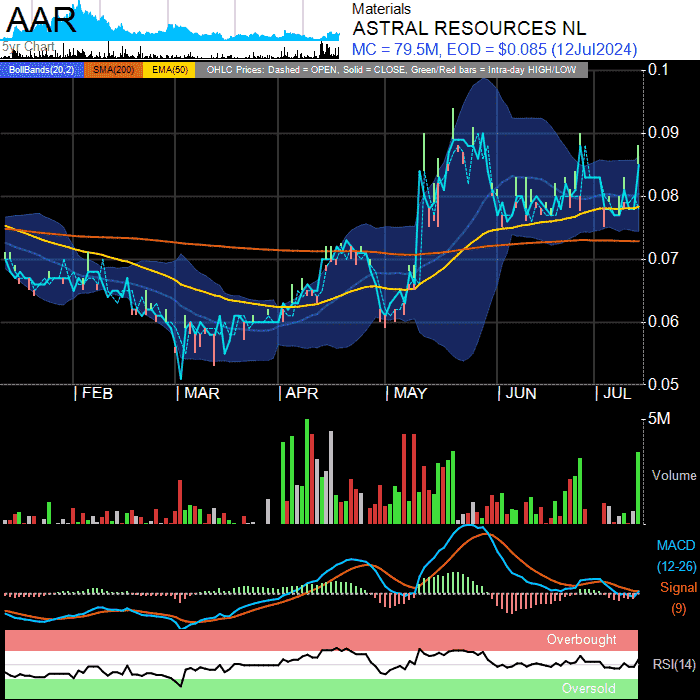 AAR
5yr Chart
Materials
ASTRAL RESOURCES NL
MC = 79.5M, EOD = $0.085 (12Jul2024)
BollBands(20,2) SMA(200) EMA(50) OHLC Prices: Dashed = OPEN, Solid = CLOSE, Green/Red bars = Intra-day HIGH/LOW
0.1
0.09
0.08
0.07
0.06
0.05
| FEB | MAR | APR | MAY | JUN | JUL
5M
Volume
MACD
(12-26)
Signal
(9)
Overbought
RSI(14)
Oversold